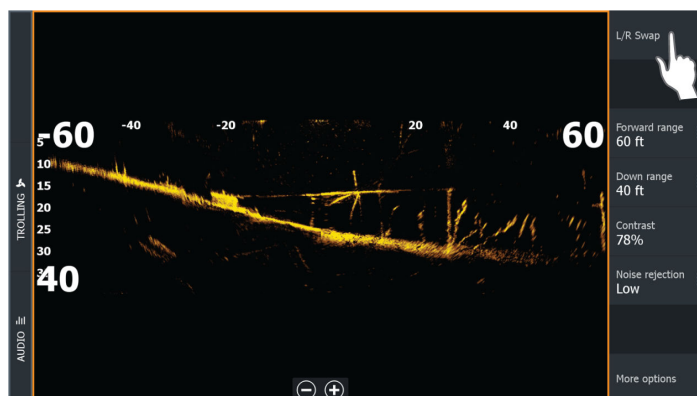 L/R Swap
-60
-40
-20
20
40
60
5
10
15
20
25
30
40
TROLLING
AUDIO
Forward range
60 ft
Down range
40 ft
Contrast
78%
Noise rejection
Low
More options